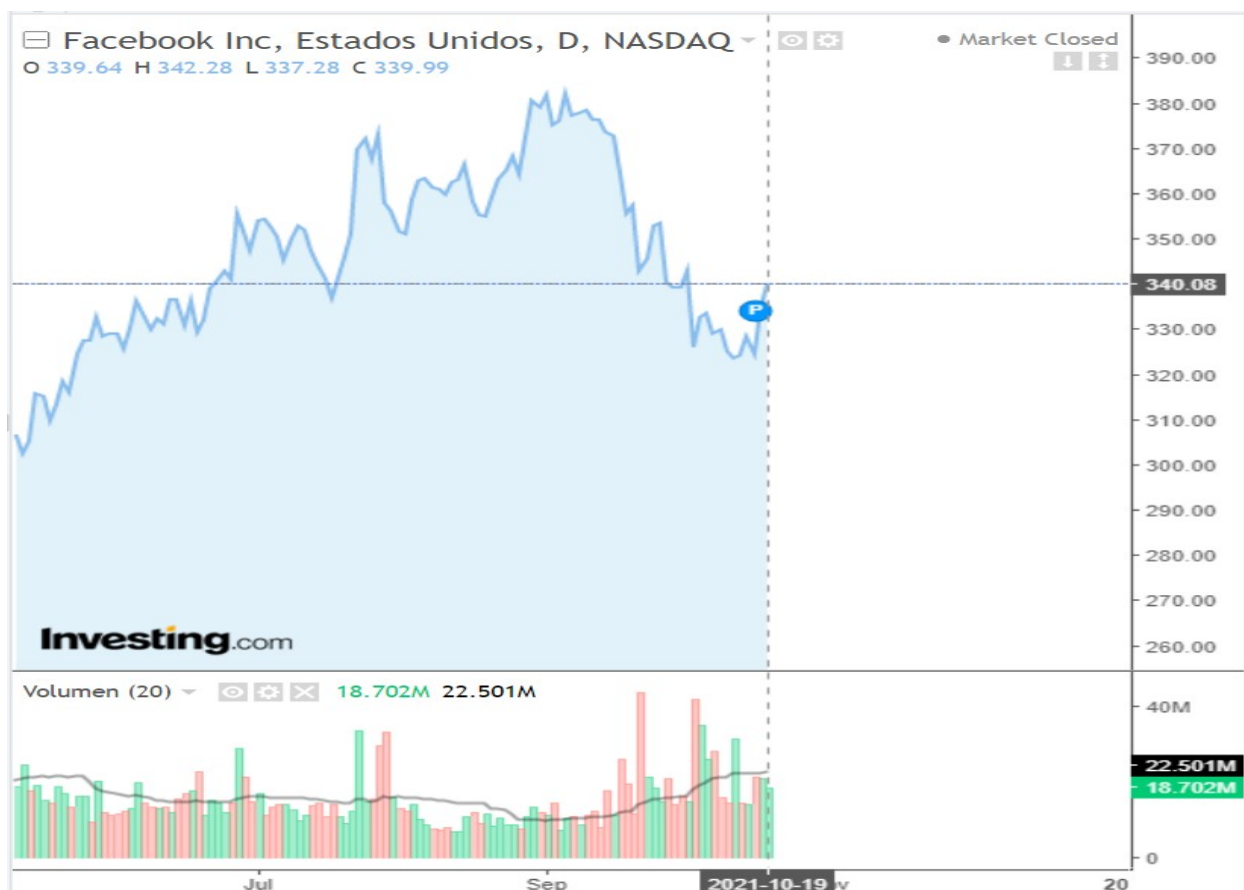 Facebook Inc, Estados Unidos, D, NASDAQ
Market Closed
O 339.64 H 342.28 L 337.28 C 339.99
390.00
380.00
370.00
360.00
350.00
340.08
330.00
P
320.00
310.00
300.00
290.00
280.00
270.00
260.00
Investing.com
Volumen (20) 18.702M 22.501M
40M
22.501M
18.702M
0
Jul Sep 2021-10-19 20